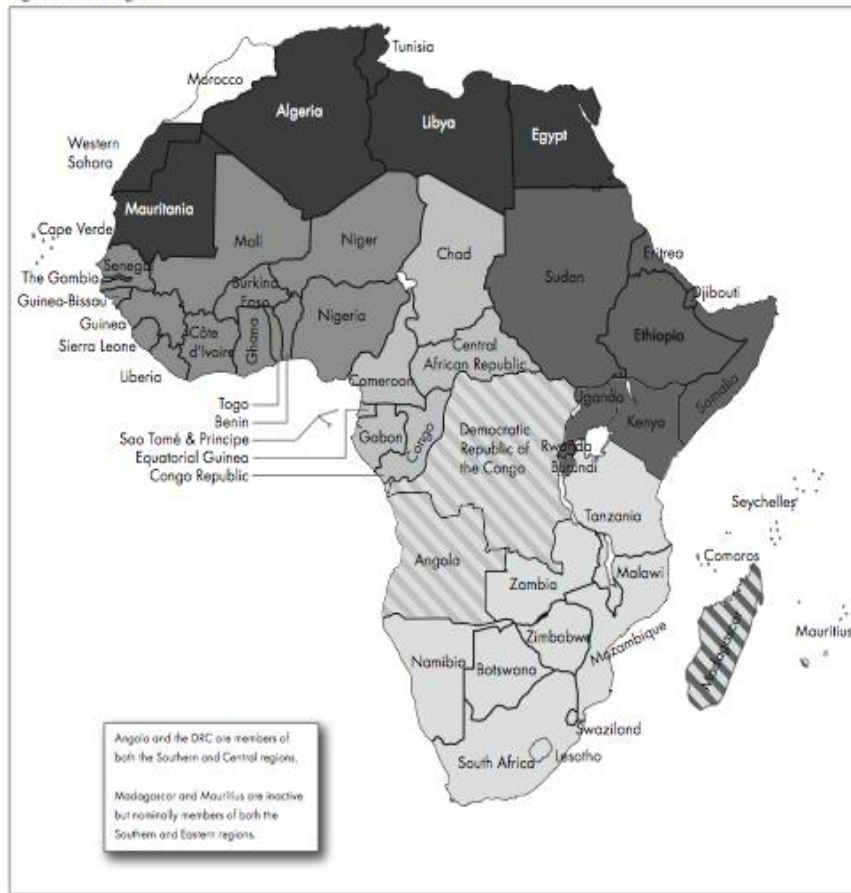 Tunisia
Morocco
Algeria
Libya
Egypt
Western
Sahara
Mauritania
Cape Verde
Mali
Niger
Chad
Sudan
Eritrea
Senegal
The Gambia
Burkina
Faso
Djibouti
Guinea-Bissau
Nigeria
Guinea
Côte
d'Ivoire
Ghana
Ethiopia
Sierra Leone
Central
African Republic
Somalia
Liberia
Cameroon
Togo
Uganda
Kenya
Benin
Sao Tomé & Principe
Gabon
Congo
Democratic
Republic of
the Congo
Rwanda
Burundi
Equatorial Guinea
Congo Republic
Seychelles
Tanzania
Comoros
Angola
Malawi
Zambia
Mauritius
Madagascar
Zimbabwe
Mozambique
Namibia
Botswana
Swaziland
South Africa
Lesotho
Angola and the DRC are members of
both the Southern and Central regions.
Madagascar and Mauritius are inactive
but nominally members of both the
Southern and Eastern regions.